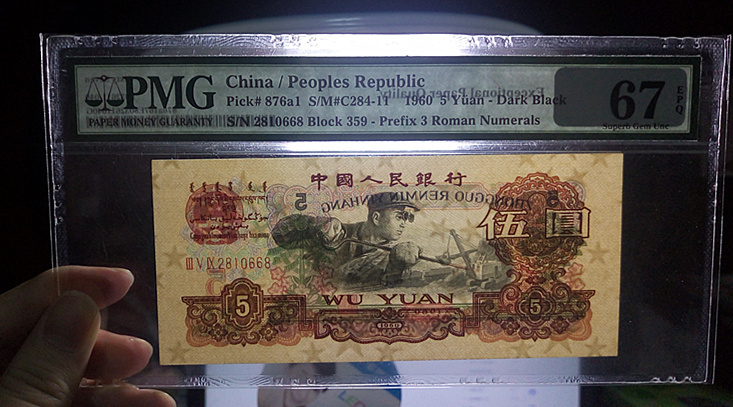 PMG
PAPER MONEY GUARANTY
China / Peoples Republic
Pick# 876a1 S/M#C284-11 1960 5 Yuan - Dark Black
S/N 2810668 Block 359 - Prefix 3 Roman Numerals
Exceptional Paper Quality
67
EPQ
Superb Gem Unc
中國人民銀行
ZHONGGUO RENMIN YINHANG
5
5
伍圓
III V IX 2810668
5
WU YUAN
5
1960